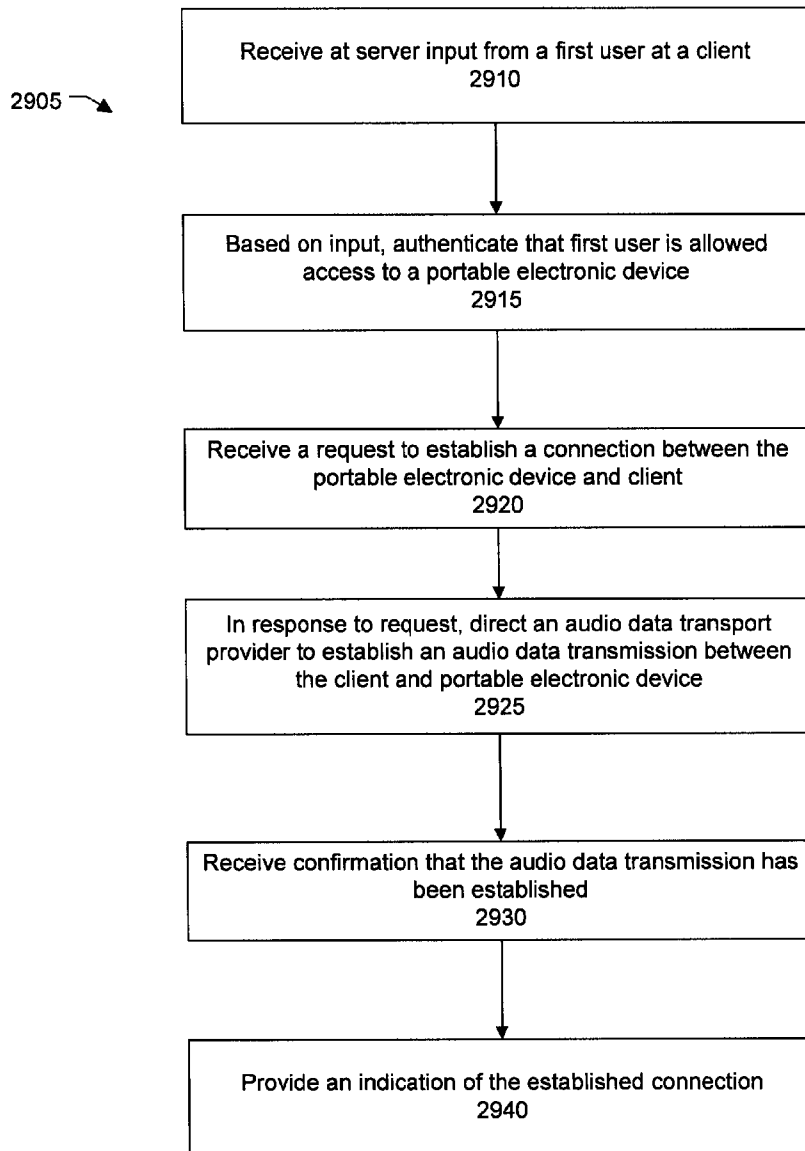 Receive at server input from a first user at a client
2910
2905
Based on input, authenticate that first user is allowed
access to a portable electronic device
2915
Receive a request to establish a connection between the
portable electronic device and client
2920
In response to request, direct an audio data transport
provider to establish an audio data transmission between
the client and portable electronic device
2925
Receive confirmation that the audio data transmission has
been established
2930
Provide an indication of the established connection
2940